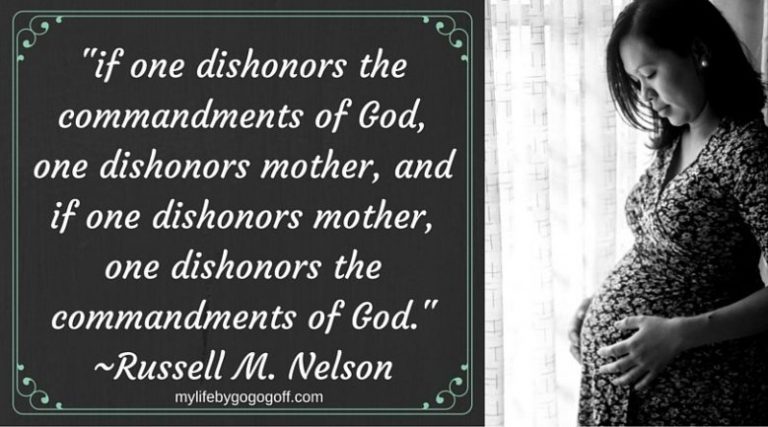 "if one dishonors the
commandments of God,
one dishonors mother, and
if one dishonors mother,
one dishonors the
commandments of God."
~Russell M. Nelson
mylifebygogogoff.com